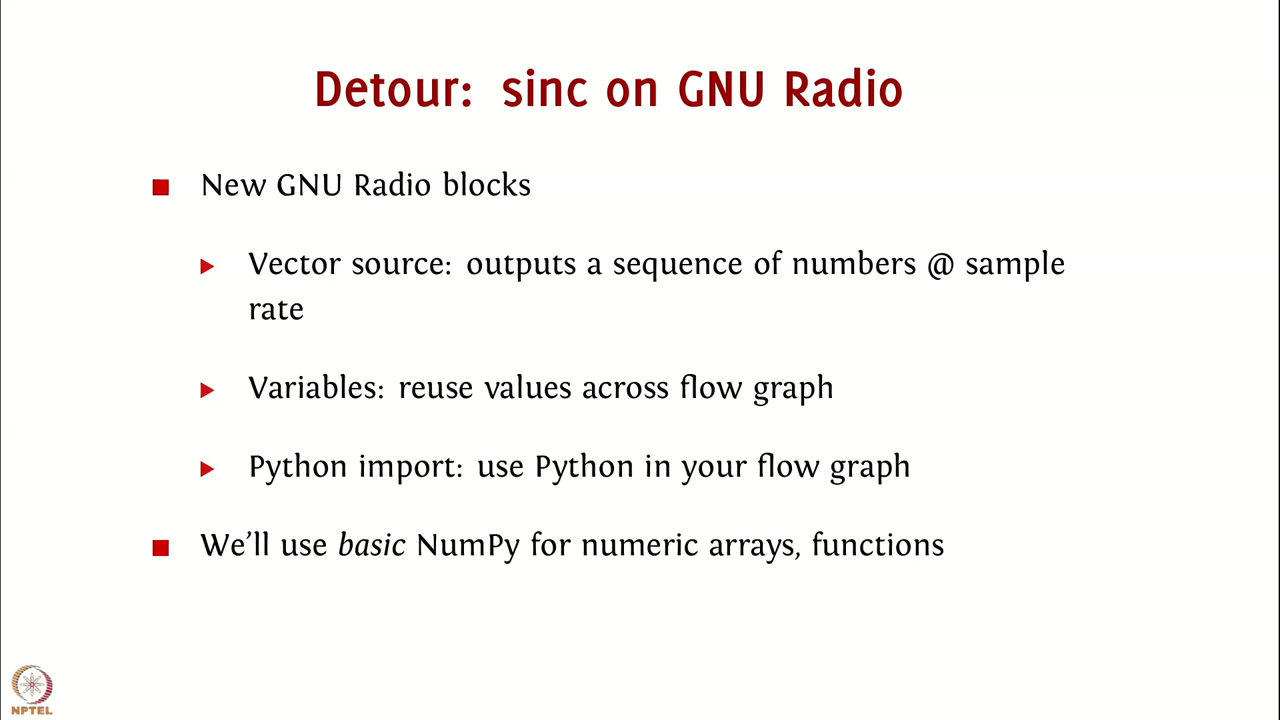 Detour: sinc on GNU Radio
New GNU Radio blocks
Vector source: outputs a sequence of numbers @ sample
rate
Variables: reuse values across flow graph
Python import: use Python in your flow graph
We'll use basic NumPy for numeric arrays, functions
NPTEL